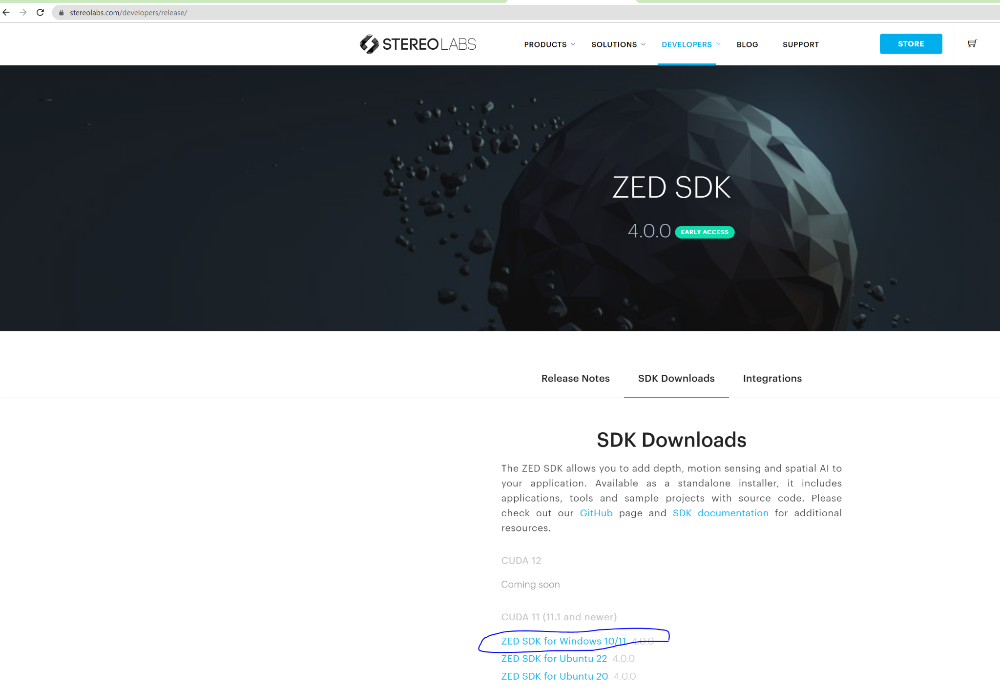 stereolabs.com/developers/release/
STEREOLABS
PRODUCTS SOLUTIONS DEVELOPERS BLOG SUPPORT STORE
ZED SDK
4.0.0 EARLY ACCESS
Release Notes SDK Downloads Integrations
SDK Downloads
The ZED SDK allows you to add depth, motion sensing and spatial AI to
your application. Available as a standalone installer, it includes
applications, tools and sample projects with source code. Please
check out our GitHub page and SDK documentation for additional
resources.
CUDA 12
Coming soon
CUDA 11 (11.1 and newer)
ZED SDK for Windows 10/11 4.0.0
ZED SDK for Ubuntu 22 4.0.0
ZED SDK for Ubuntu 20 4.0.0